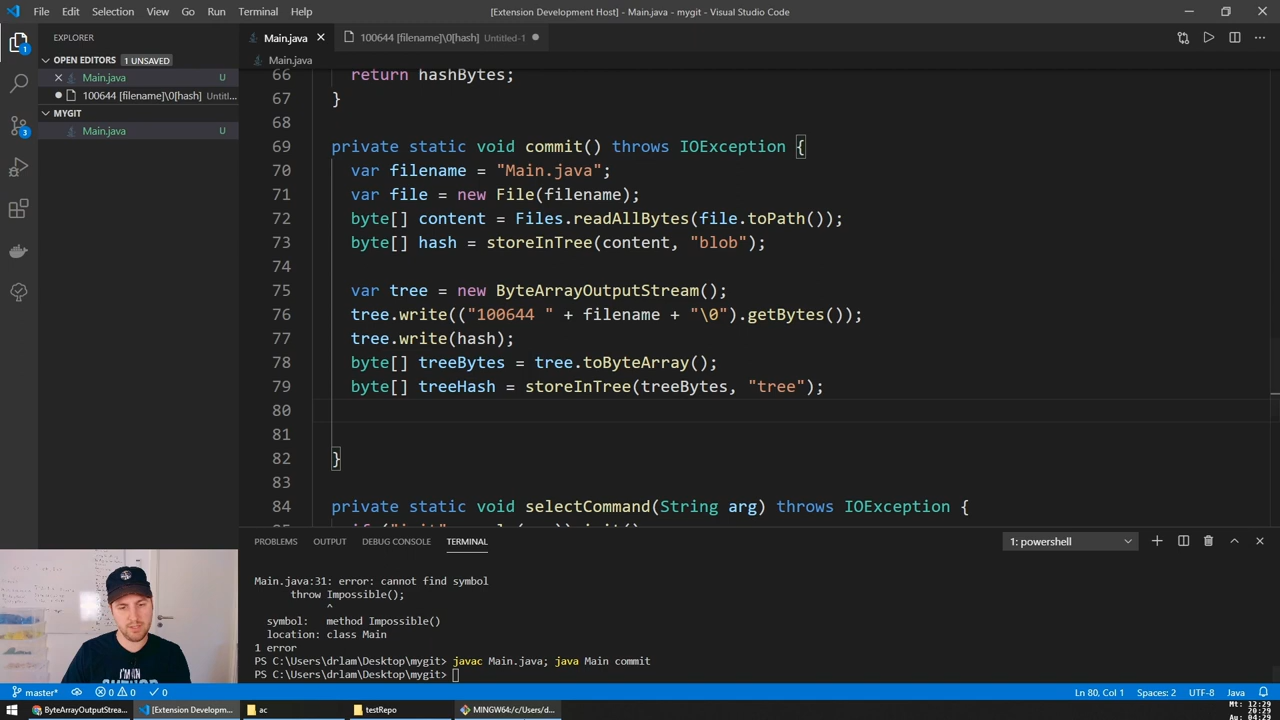 File Edit Selection View Go Run Terminal Help
[Extension Development Host] - Main.java - mygit - Visual Studio Code
EXPLORER
OPEN EDITORS 1 UNSAVED
Main.java U
100644 [filename]\0[hash] Untitl...
MYGIT
Main.java U
1
3
Main.java
100644 [filename]\0[hash] Untitled-1
Main.java
66 return hashBytes;
67 }
68
69 private static void commit() throws IOException {
70 var filename = "Main.java";
71 var file = new File(filename);
72 byte[] content = Files.readAllBytes(file.toPath());
73 byte[] hash = storeInTree(content, "blob");
74
75 var tree = new ByteArrayOutputStream();
76 tree.write(("100644 " + filename + "\0").getBytes());
77 tree.write(hash);
78 byte[] treeBytes = tree.toByteArray();
79 byte[] treeHash = storeInTree(treeBytes, "tree");
80
81
82 }
83
84 private static void selectCommand(String arg) throws IOException {
PROBLEMS OUTPUT DEBUG CONSOLE TERMINAL
1: powershell
Main.java:31: error: cannot find symbol
throw Impossible();
^
symbol: method Impossible()
location: class Main
1 error
PS C:\Users\drlam\Desktop\mygit> javac Main.java; java Main commit
PS C:\Users\drlam\Desktop\mygit>
I'M AN
master* 0 0 0
Ln 80, Col 1 Spaces: 2 UTF-8 Java
ByteArrayOutputStrea...
[Extension Developm...
ac
testRepo
MINGW64:/c/Users/d...
Mt: 12:29
20:29